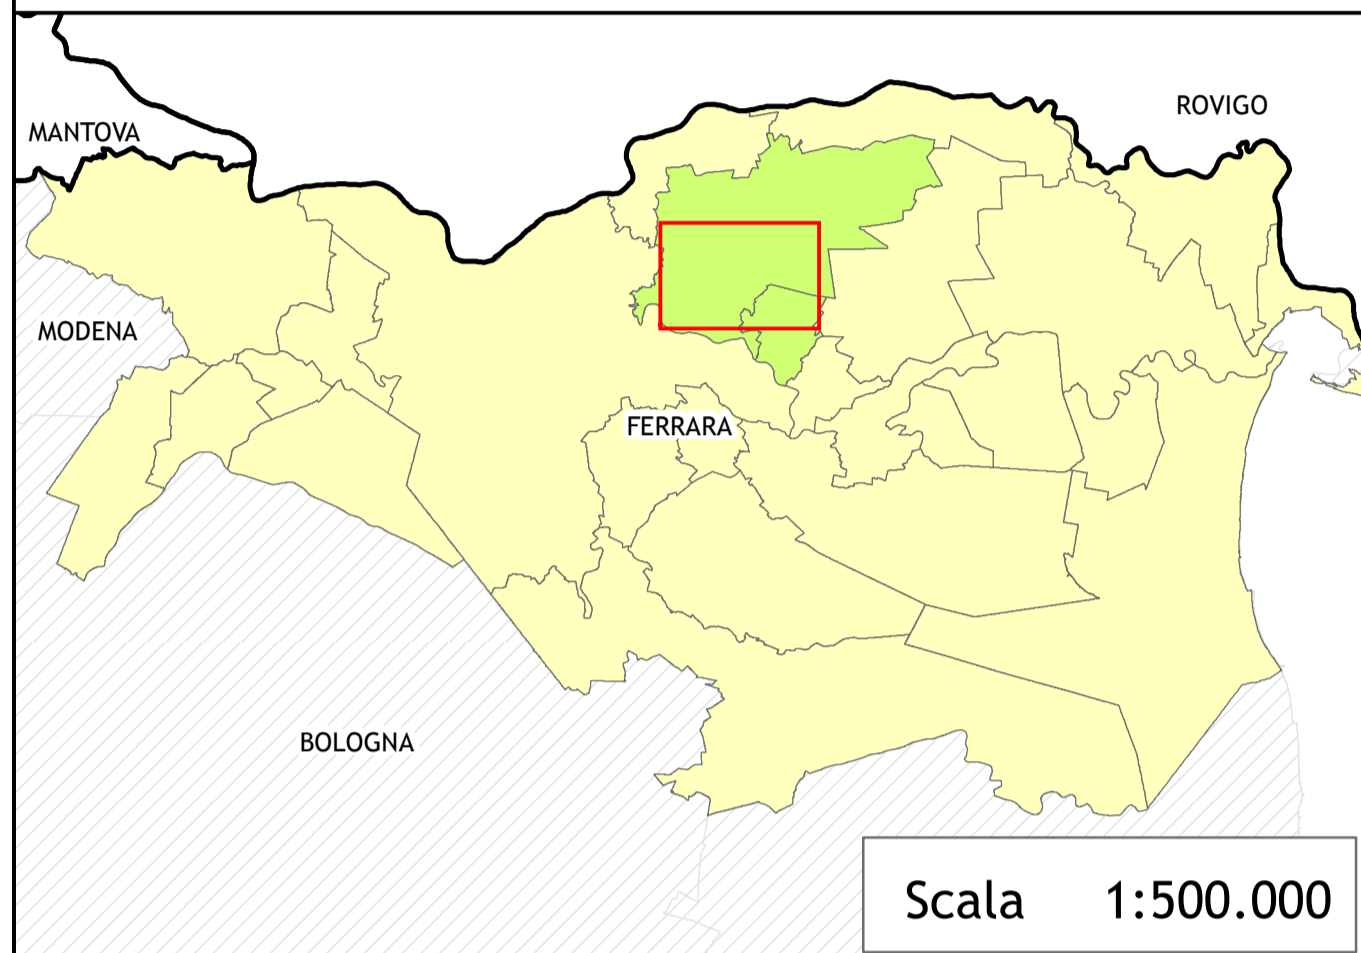 ROVIGO
MANTOVA
MODENA
FERRARA
BOLOGNA
Scala 1:500.000